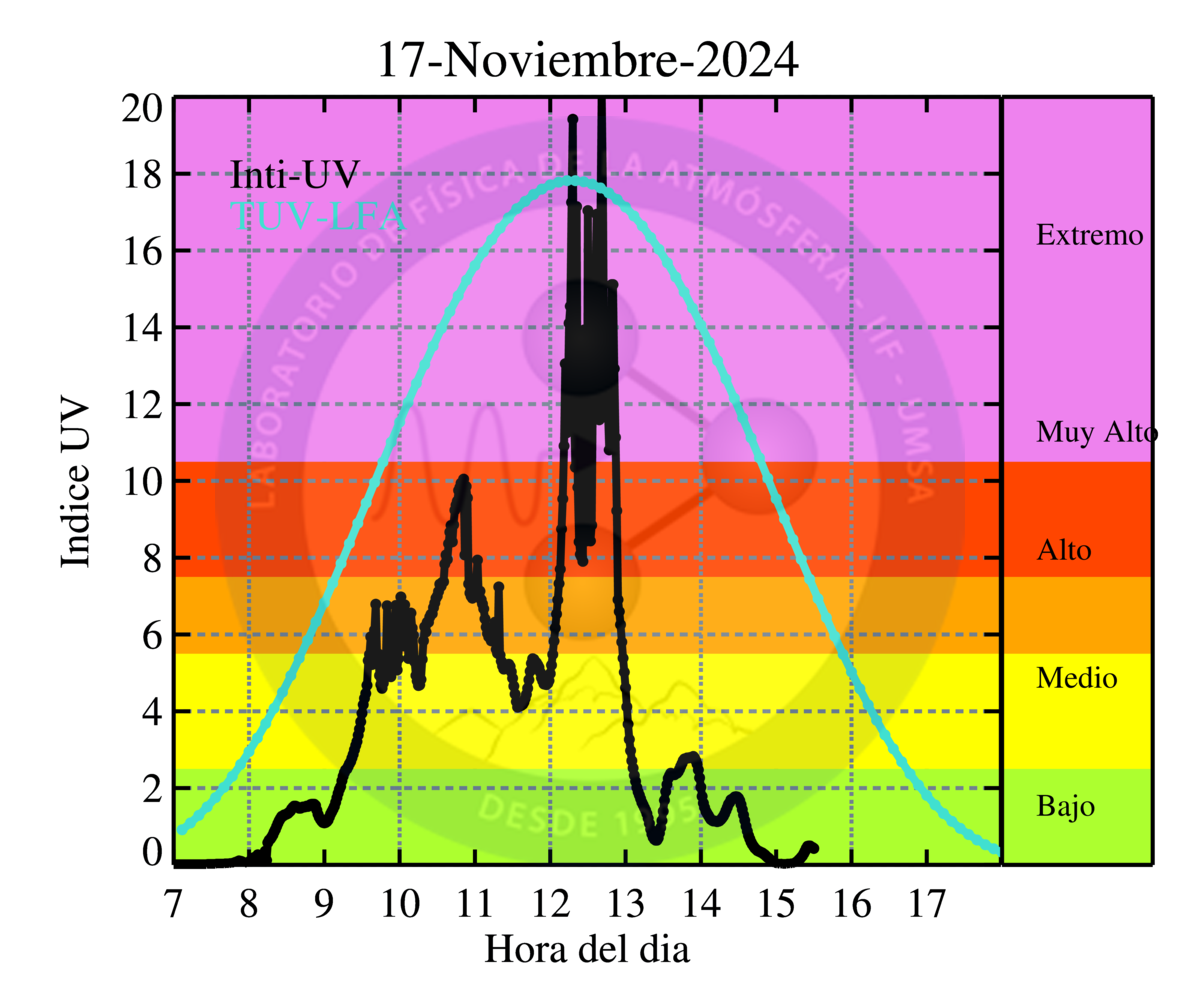 17-Noviembre-2024
Inti-UV
TUV-LFA
LABORATORIO DE FÍSICA DE LA ATMÓSFERA - IIF - UMSA
DESDE 1995
Indice UV
20
18
16
14
12
10
8
6
4
2
0
Extremo
Muy Alto
Alto
Medio
Bajo
7 8 9 10 11 12 13 14 15 16 17
Hora del dia